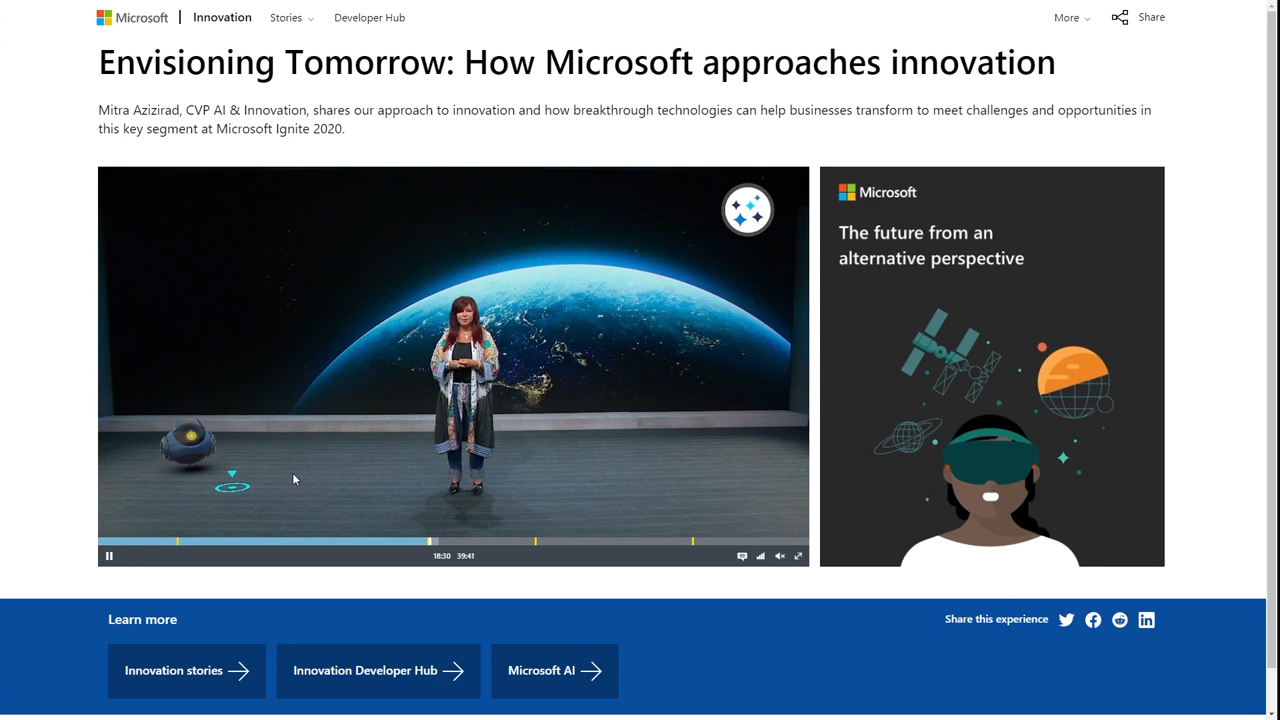 Microsoft Innovation Stories Developer Hub More Share
Envisioning Tomorrow: How Microsoft approaches innovation
Mitra Azizirad, CVP AI & Innovation, shares our approach to innovation and how breakthrough technologies can help businesses transform to meet challenges and opportunities in
this key segment at Microsoft Ignite 2020.
18:30 39:41
Microsoft
The future from an
alternative perspective
Learn more
Share this experience
Innovation stories
Innovation Developer Hub
Microsoft AI